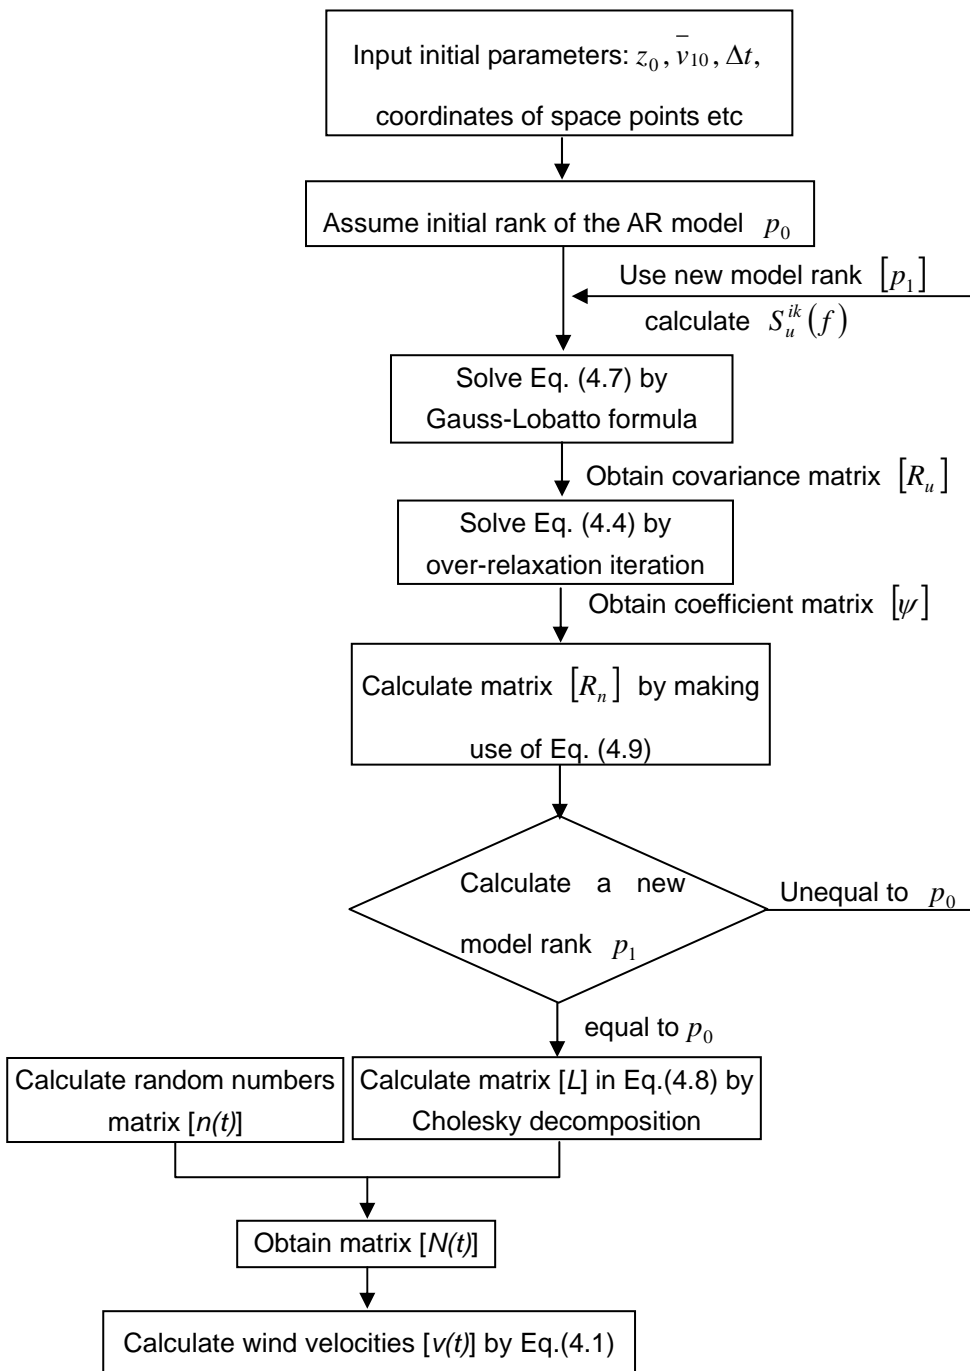 Input initial parameters: z₀, v̄₁₀, Δt,
coordinates of space points etc
Assume initial rank of the AR model p₀
Use new model rank [p₁]
calculate Sᵤⁱᵏ(f)
Solve Eq. (4.7) by
Gauss-Lobatto formula
Obtain covariance matrix [Rᵤ]
Solve Eq. (4.4) by
over-relaxation iteration
Obtain coefficient matrix [ψ]
Calculate matrix [Rₙ] by making
use of Eq. (4.9)
Calculate a new
model rank p₁
Unequal to p₀
equal to p₀
Calculate random numbers
matrix [n(t)]
Calculate matrix [L] in Eq.(4.8) by
Cholesky decomposition
Obtain matrix [N(t)]
Calculate wind velocities [v(t)] by Eq.(4.1)